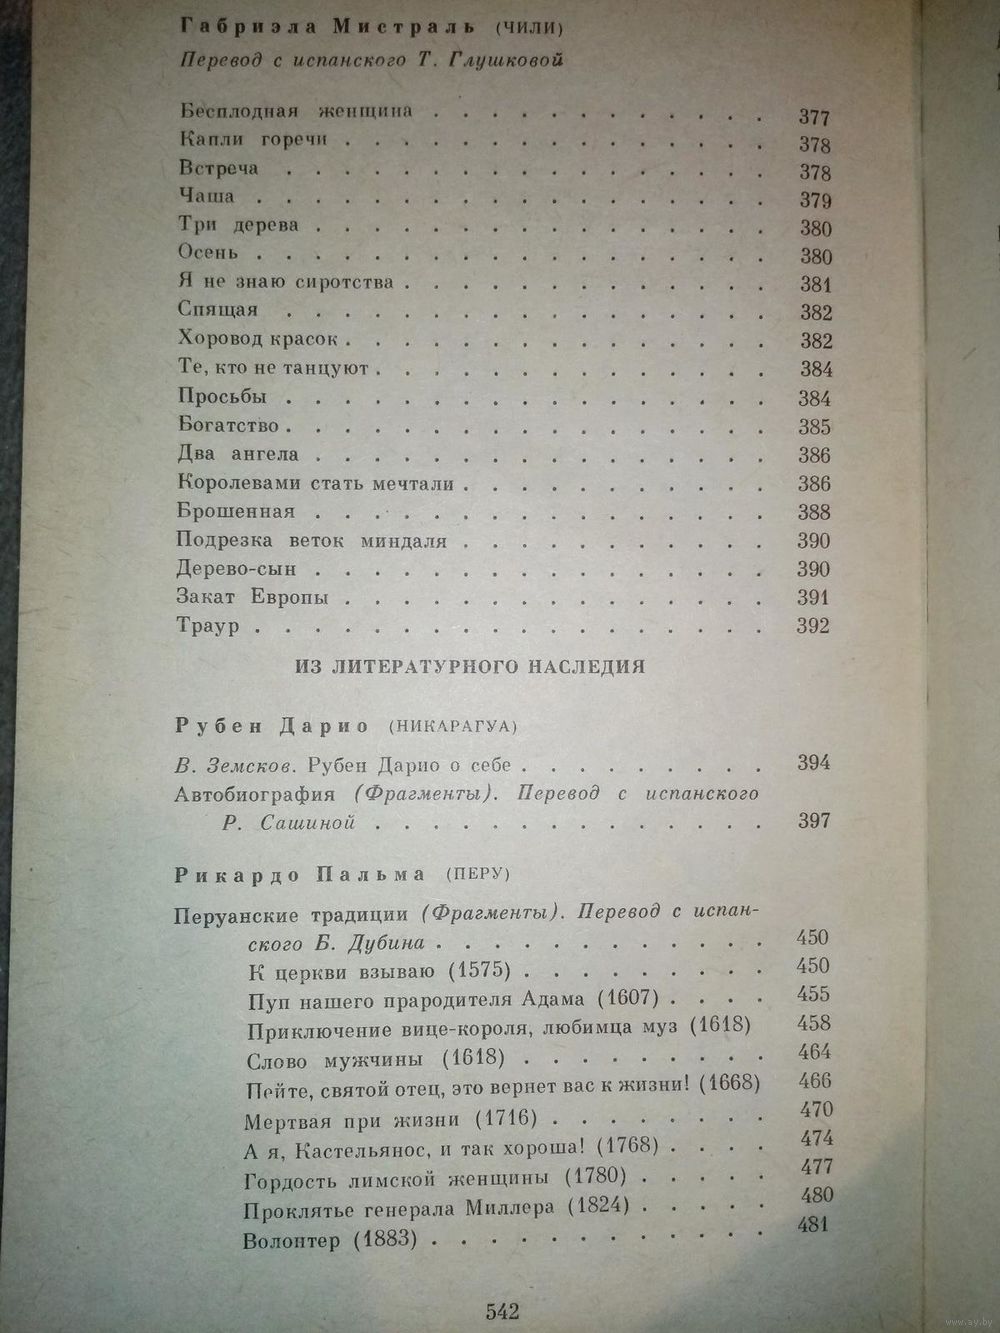 Габриэла Мистраль (ЧИЛИ)
Перевод с испанского Т. Глушковой
Бесплодная женщина . . . . . . . . . . . . 377
Капли горечи . . . . . . . . . . . . . . . 378
Встреча . . . . . . . . . . . . . . . . . 378
Чаша . . . . . . . . . . . . . . . . . . 379
Три дерева . . . . . . . . . . . . . . . . 380
Осень . . . . . . . . . . . . . . . . . . 380
Я не знаю сиротства . . . . . . . . . . . . . 381
Спящая . . . . . . . . . . . . . . . . . 382
Хоровод красок . . . . . . . . . . . . . . . 382
Те, кто не танцуют . . . . . . . . . . . . . . 384
Просьбы . . . . . . . . . . . . . . . . . 384
Богатство . . . . . . . . . . . . . . . . . 385
Два ангела . . . . . . . . . . . . . . . . 386
Королевами стать мечтали . . . . . . . . . . . 386
Брошенная . . . . . . . . . . . . . . . . 388
Подрезка веток миндаля . . . . . . . . . . . 390
Дерево-сын . . . . . . . . . . . . . . . . 390
Закат Европы . . . . . . . . . . . . . . . 391
Траур . . . . . . . . . . . . . . . . . . 392
ИЗ ЛИТЕРАТУРНОГО НАСЛЕДИЯ
Рубен Дарио (НИКАРАГУА)
В. Земсков. Рубен Дарио о себе . . . . . . . . . 394
Автобиография (Фрагменты). Перевод с испанского
Р. Сашиной . . . . . . . . . . . . . . 397
Рикардо Пальма (ПЕРУ)
Перуанские традиции (Фрагменты). Перевод с испан-
ского Б. Дубина . . . . . . . . . . . . 450
К церкви взываю (1575) . . . . . . . . . 450
Пуп нашего прародителя Адама (1607) . . . . 455
Приключение вице-короля, любимца муз (1618) 458
Слово мужчины (1618) . . . . . . . . . 464
Пейте, святой отец, это вернет вас к жизни! (1668) 466
Мертвая при жизни (1716) . . . . . . . . 470
А я, Кастельянос, и так хороша! (1768) . . . . 474
Гордость лимской женщины (1780) . . . . . 477
Проклятье генерала Миллера (1824) . . . . . 480
Волонтер (1883) . . . . . . . . . . . . 481
542
www.ay.by